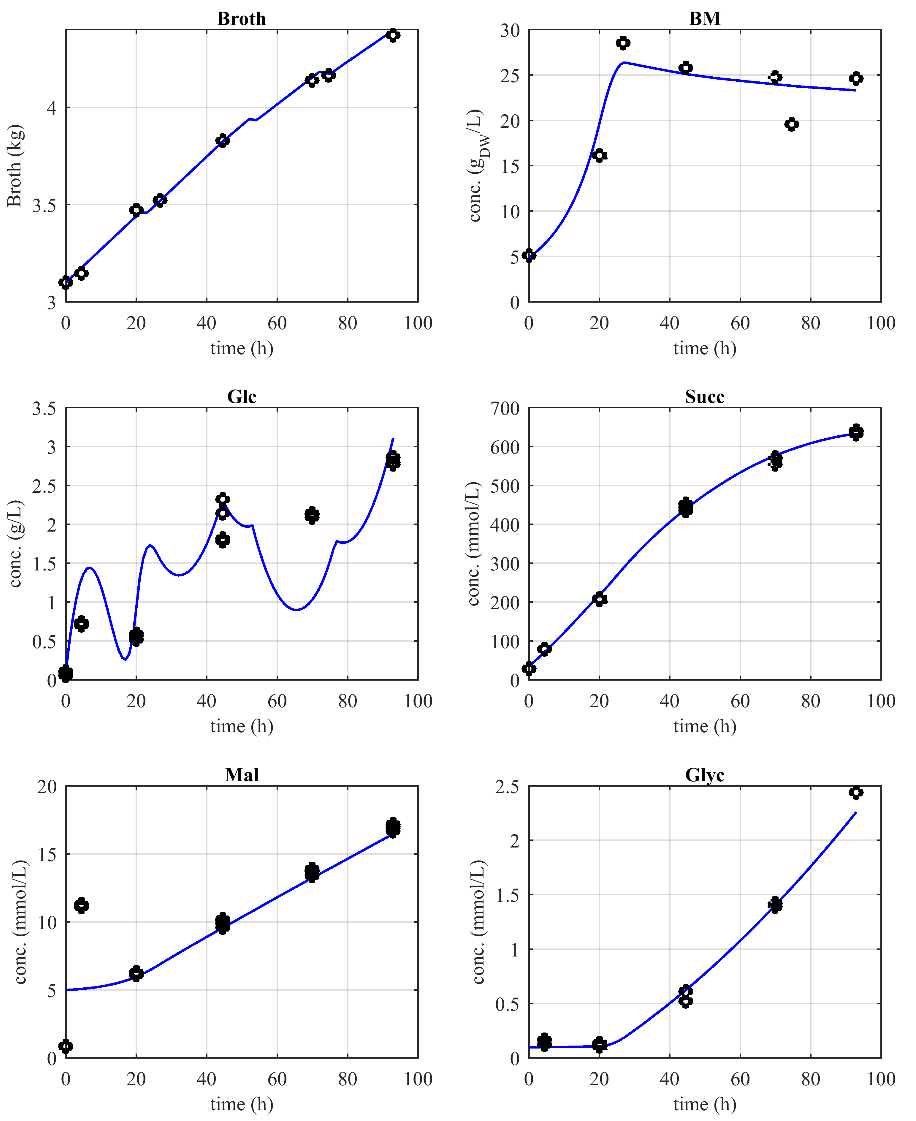 Broth
4
3.5
3
Broth (kg)
0 20 40 60 80 100
time (h)
BM
30
25
20
15
10
5
0
conc. (gDW/L)
0 20 40 60 80 100
time (h)
Glc
3.5
3
2.5
2
1.5
1
0.5
0
conc. (g/L)
0 20 40 60 80 100
time (h)
Succ
700
600
500
400
300
200
100
0
conc. (mmol/L)
0 20 40 60 80 100
time (h)
Mal
20
15
10
5
0
conc. (mmol/L)
0 20 40 60 80 100
time (h)
Glyc
2.5
2
1.5
1
0.5
0
conc. (mmol/L)
0 20 40 60 80 100
time (h)